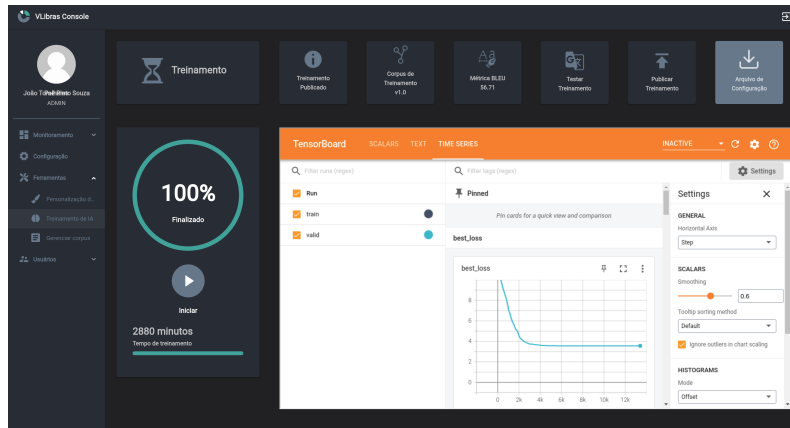 VLibras Console
ADMIN
Monitoramento
Configuração
Ferramentas
Personalização d...
Treinamento de IA
Gerenciar corpus
Usuários
Treinamento
Treinamento
Publicado
Corpus de
Treinamento
v1.0
Métrica BLEU
56.71
Testar
Treinamento
Publicar
Treinamento
Arquivo de
Configuração
100%
Finalizado
Iniciar
2880 minutos
Tempo de treinamento
TensorBoard
SCALARS
TEXT
TIME SERIES
INACTIVE
Filter runs (regex)
Run
train
valid
Filter tags (regex)
Settings
Pinned
Pin cards for a quick view and comparison
best_loss
best_loss
8
6
4
2
0
0 2k 4k 6k 8k 10k 12k
Settings
GENERAL
Horizontal Axis
Step
SCALARS
Smoothing
0.6
Tooltip sorting method
Default
Ignore outliers in chart scaling
HISTOGRAMS
Mode
Offset